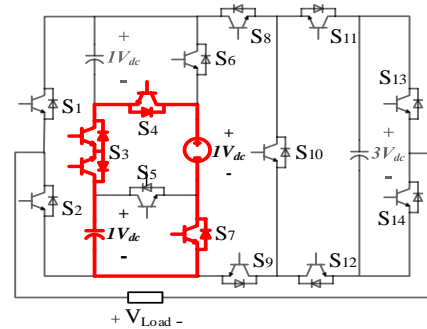 S8 S11
+
1Vdc
-
S6
S13
S1
S4
+
1Vdc
-
S3
S10
+
3Vdc
-
S5
S2
+
1Vdc
-
S7
S14
S9 S12
+ VLoad -